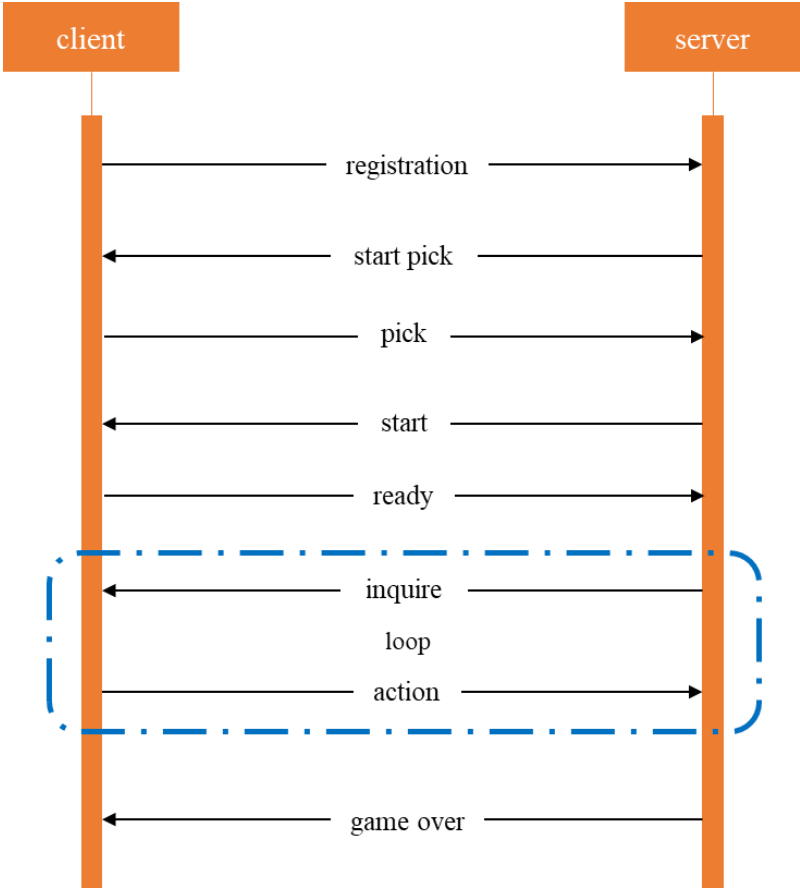 client
server
registration
start pick
pick
start
ready
inquire
loop
action
game over